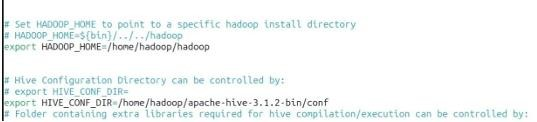 # Set HADOOP_HOME to point to a specific hadoop install directory
# HADOOP_HOME=${bin}/../../hadoop
export HADOOP_HOME=/home/hadoop/hadoop
# Hive Configuration Directory can be controlled by:
# export HIVE_CONF_DIR=
export HIVE_CONF_DIR=/home/hadoop/apache-hive-3.1.2-bin/conf
# Folder containing extra libraries required for hive compilation/execution can be controlled by: